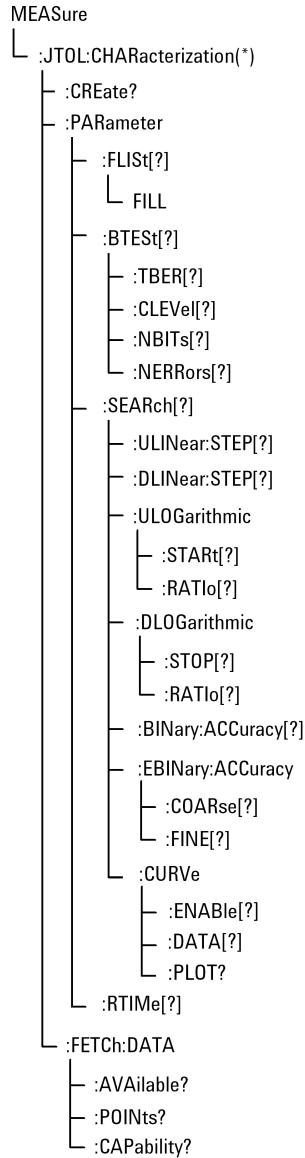 MEASure
:JTOL:CHARacterization(*)
:CREate?
:PARameter
:FLISt[?]
FILL
:BTESt[?]
:TBER[?]
:CLEVel[?]
:NBITs[?]
:NERRors[?]
:SEARch[?]
:ULINear:STEP[?]
:DLINear:STEP[?]
:ULOGarithmic
:STARt[?]
:RATIo[?]
:DLOGarithmic
:STOP[?]
:RATIo[?]
:BINary:ACCuracy[?]
:EBINary:ACCuracy
:COARse[?]
:FINE[?]
:CURVe
:ENABle[?]
:DATA[?]
:PLOT?
:RTIMe[?]
:FETCh:DATA
:AVAilable?
:POINts?
:CAPability?